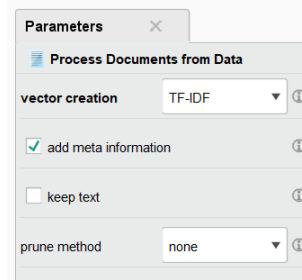 Parameters
Process Documents from Data
vector creation TF-IDF
add meta information
keep text
prune method none